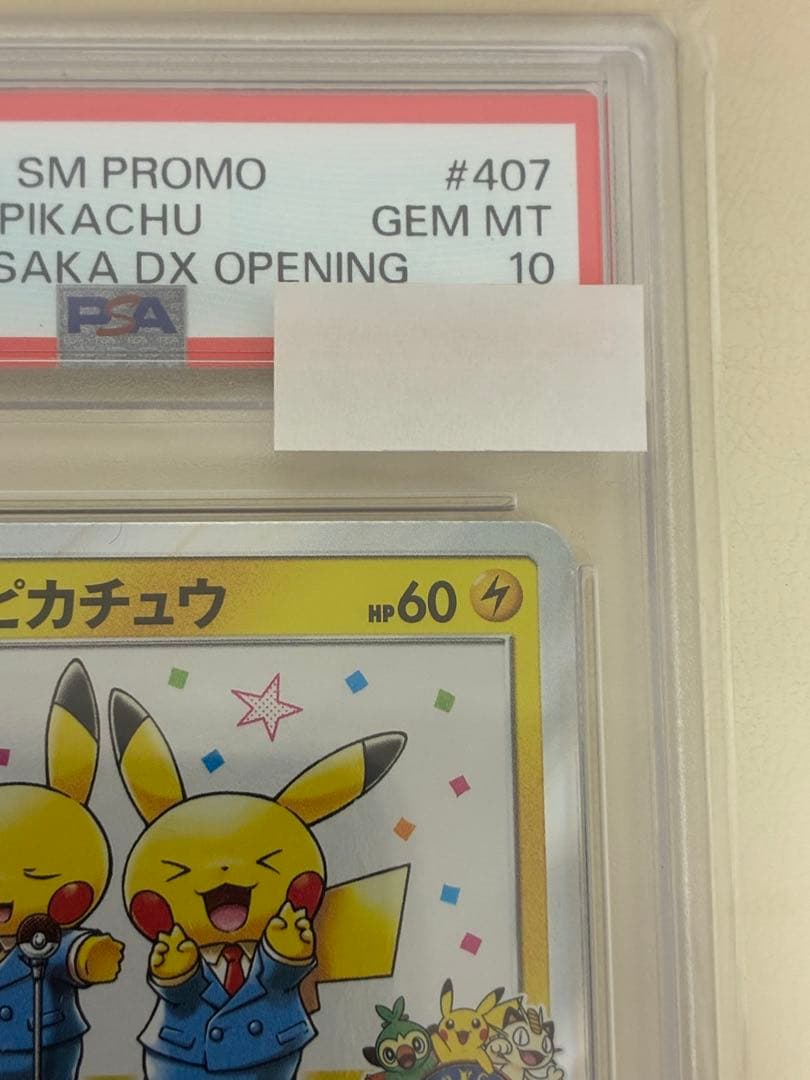 SM PROMO #407
PIKACHU GEM MT
SAKA DX OPENING 10
PSA
ピカチュウ HP60